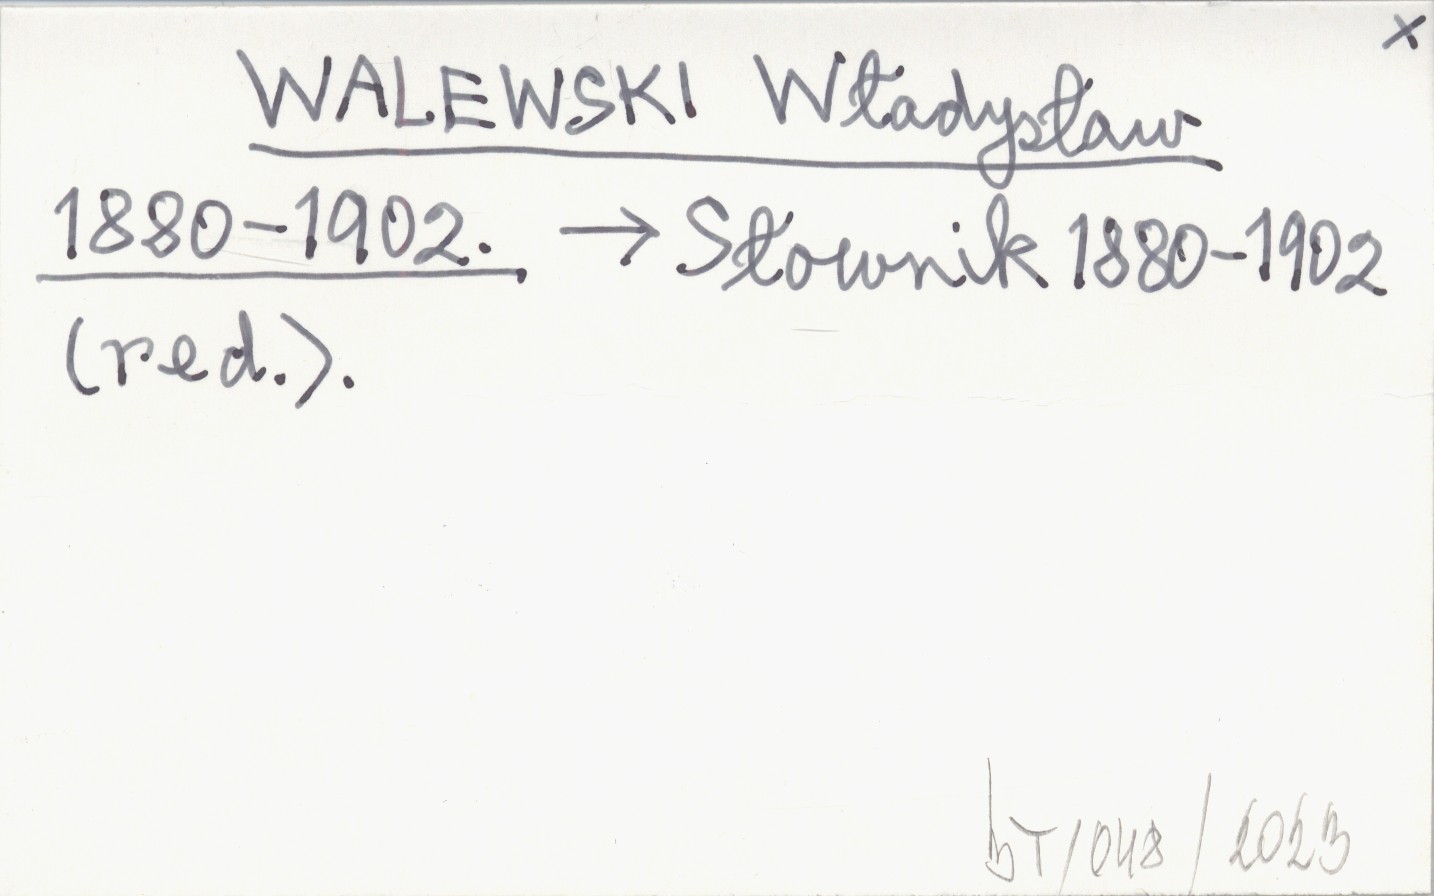 x
WALEWSKI Władysław
1880-1902. → Słownik 1880-1902
(red.).
bT/048/2023